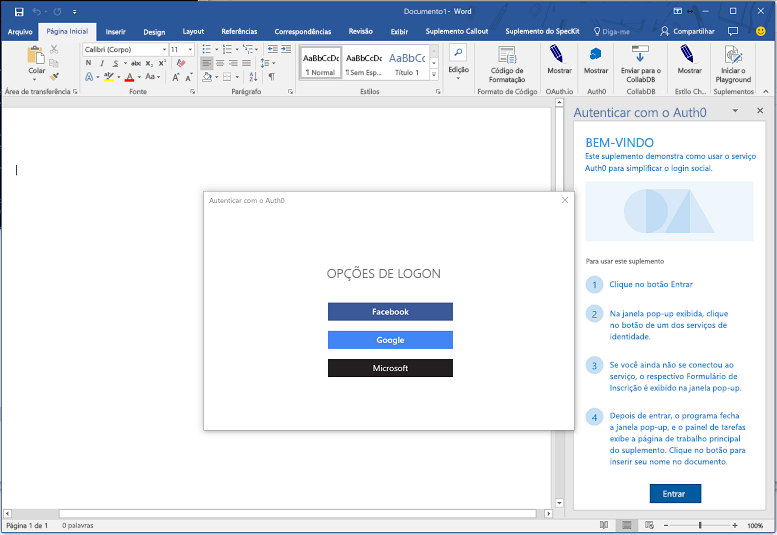 Documento1 - Word
Arquivo Página Inicial Inserir Design Layout Referências Correspondências Revisão Exibir Suplemento Callout Suplemento do SpecKit Diga-me Compartilhar
Calibri (Corpo) 11
Colar
N I S abc x₂ x²
A aby A Aa A A
AaBbCcDc AaBbCcDc AaBbCcD
¶ Normal ¶ Sem Esp... Título 1
Edição
Código de
Formatação
Mostrar
Mostrar
Enviar para o
CollabDB
Mostrar
Iniciar o
Playground
Área de transferência Fonte Parágrafo Estilos Formato de Código OAuth.io Auth0 CollabDB Estilo Ch... Suplementos
Autenticar com o Auth0
BEM-VINDO
Este suplemento demonstra como usar o serviço
Auth0 para simplificar o login social.
Para usar este suplemento
1 Clique no botão Entrar
2 Na janela pop-up exibida, clique
no botão de um dos serviços de
identidade.
3 Se você ainda não se conectou ao
serviço, o respectivo Formulário de
Inscrição é exibido na janela pop-up.
4 Depois de entrar, o programa fecha
a janela pop-up, e o painel de tarefas
exibe a página de trabalho principal
do suplemento. Clique no botão para
inserir seu nome no documento.
Entrar
Autenticar com o Auth0
OPÇÕES DE LOGON
Facebook
Google
Microsoft
Página 1 de 1 0 palavras 100%